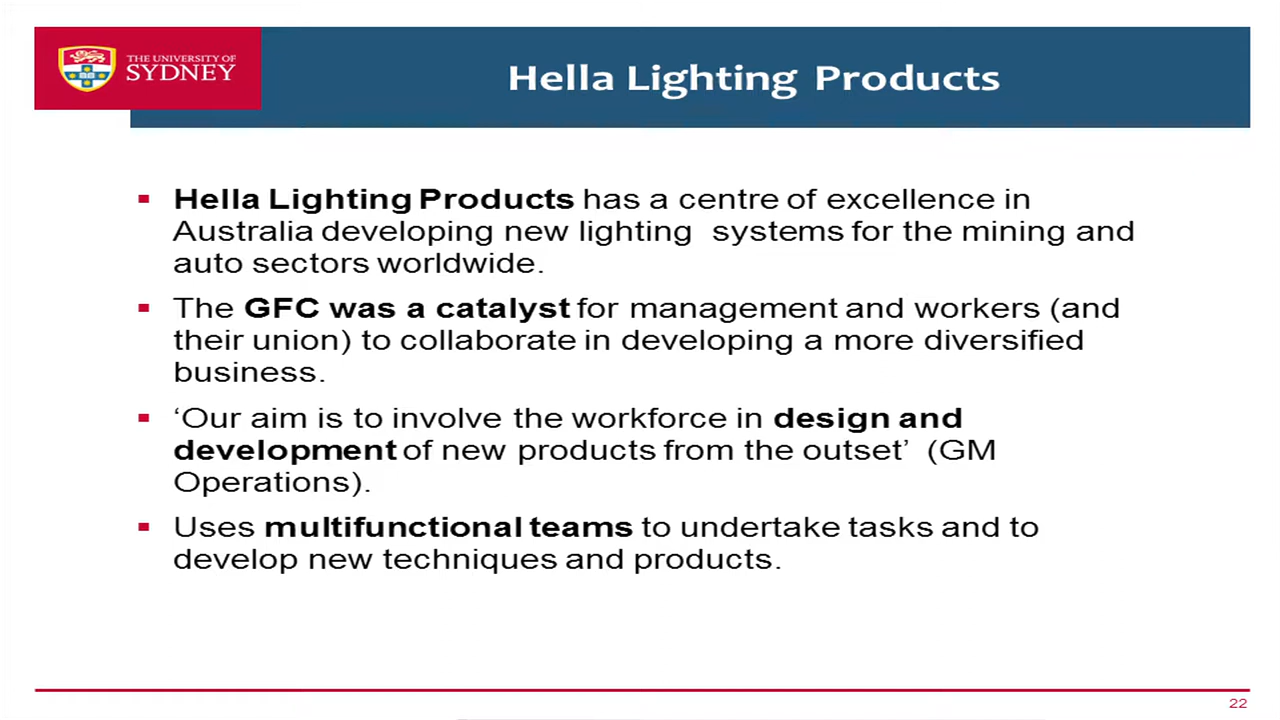 THE UNIVERSITY OF
SYDNEY
Hella Lighting Products
Hella Lighting Products has a centre of excellence in
Australia developing new lighting systems for the mining and
auto sectors worldwide.
The GFC was a catalyst for management and workers (and
their union) to collaborate in developing a more diversified
business.
‘Our aim is to involve the workforce in design and
development of new products from the outset’ (GM
Operations).
Uses multifunctional teams to undertake tasks and to
develop new techniques and products.
22